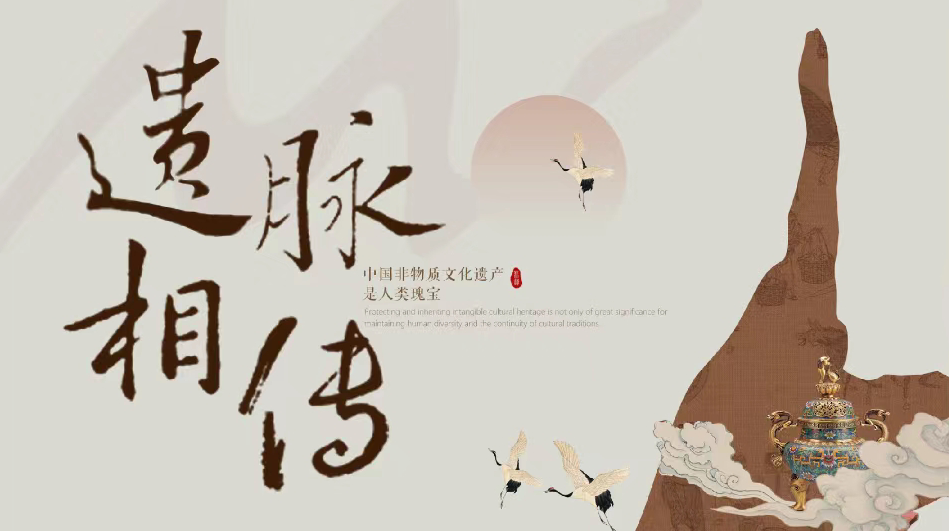 遗脉
相传
中国非物质文化遗产
是人类瑰宝
Protecting and inheriting intangible cultural heritage is not only of great significance for
maintaining human diversity and the continuity of cultural traditions.